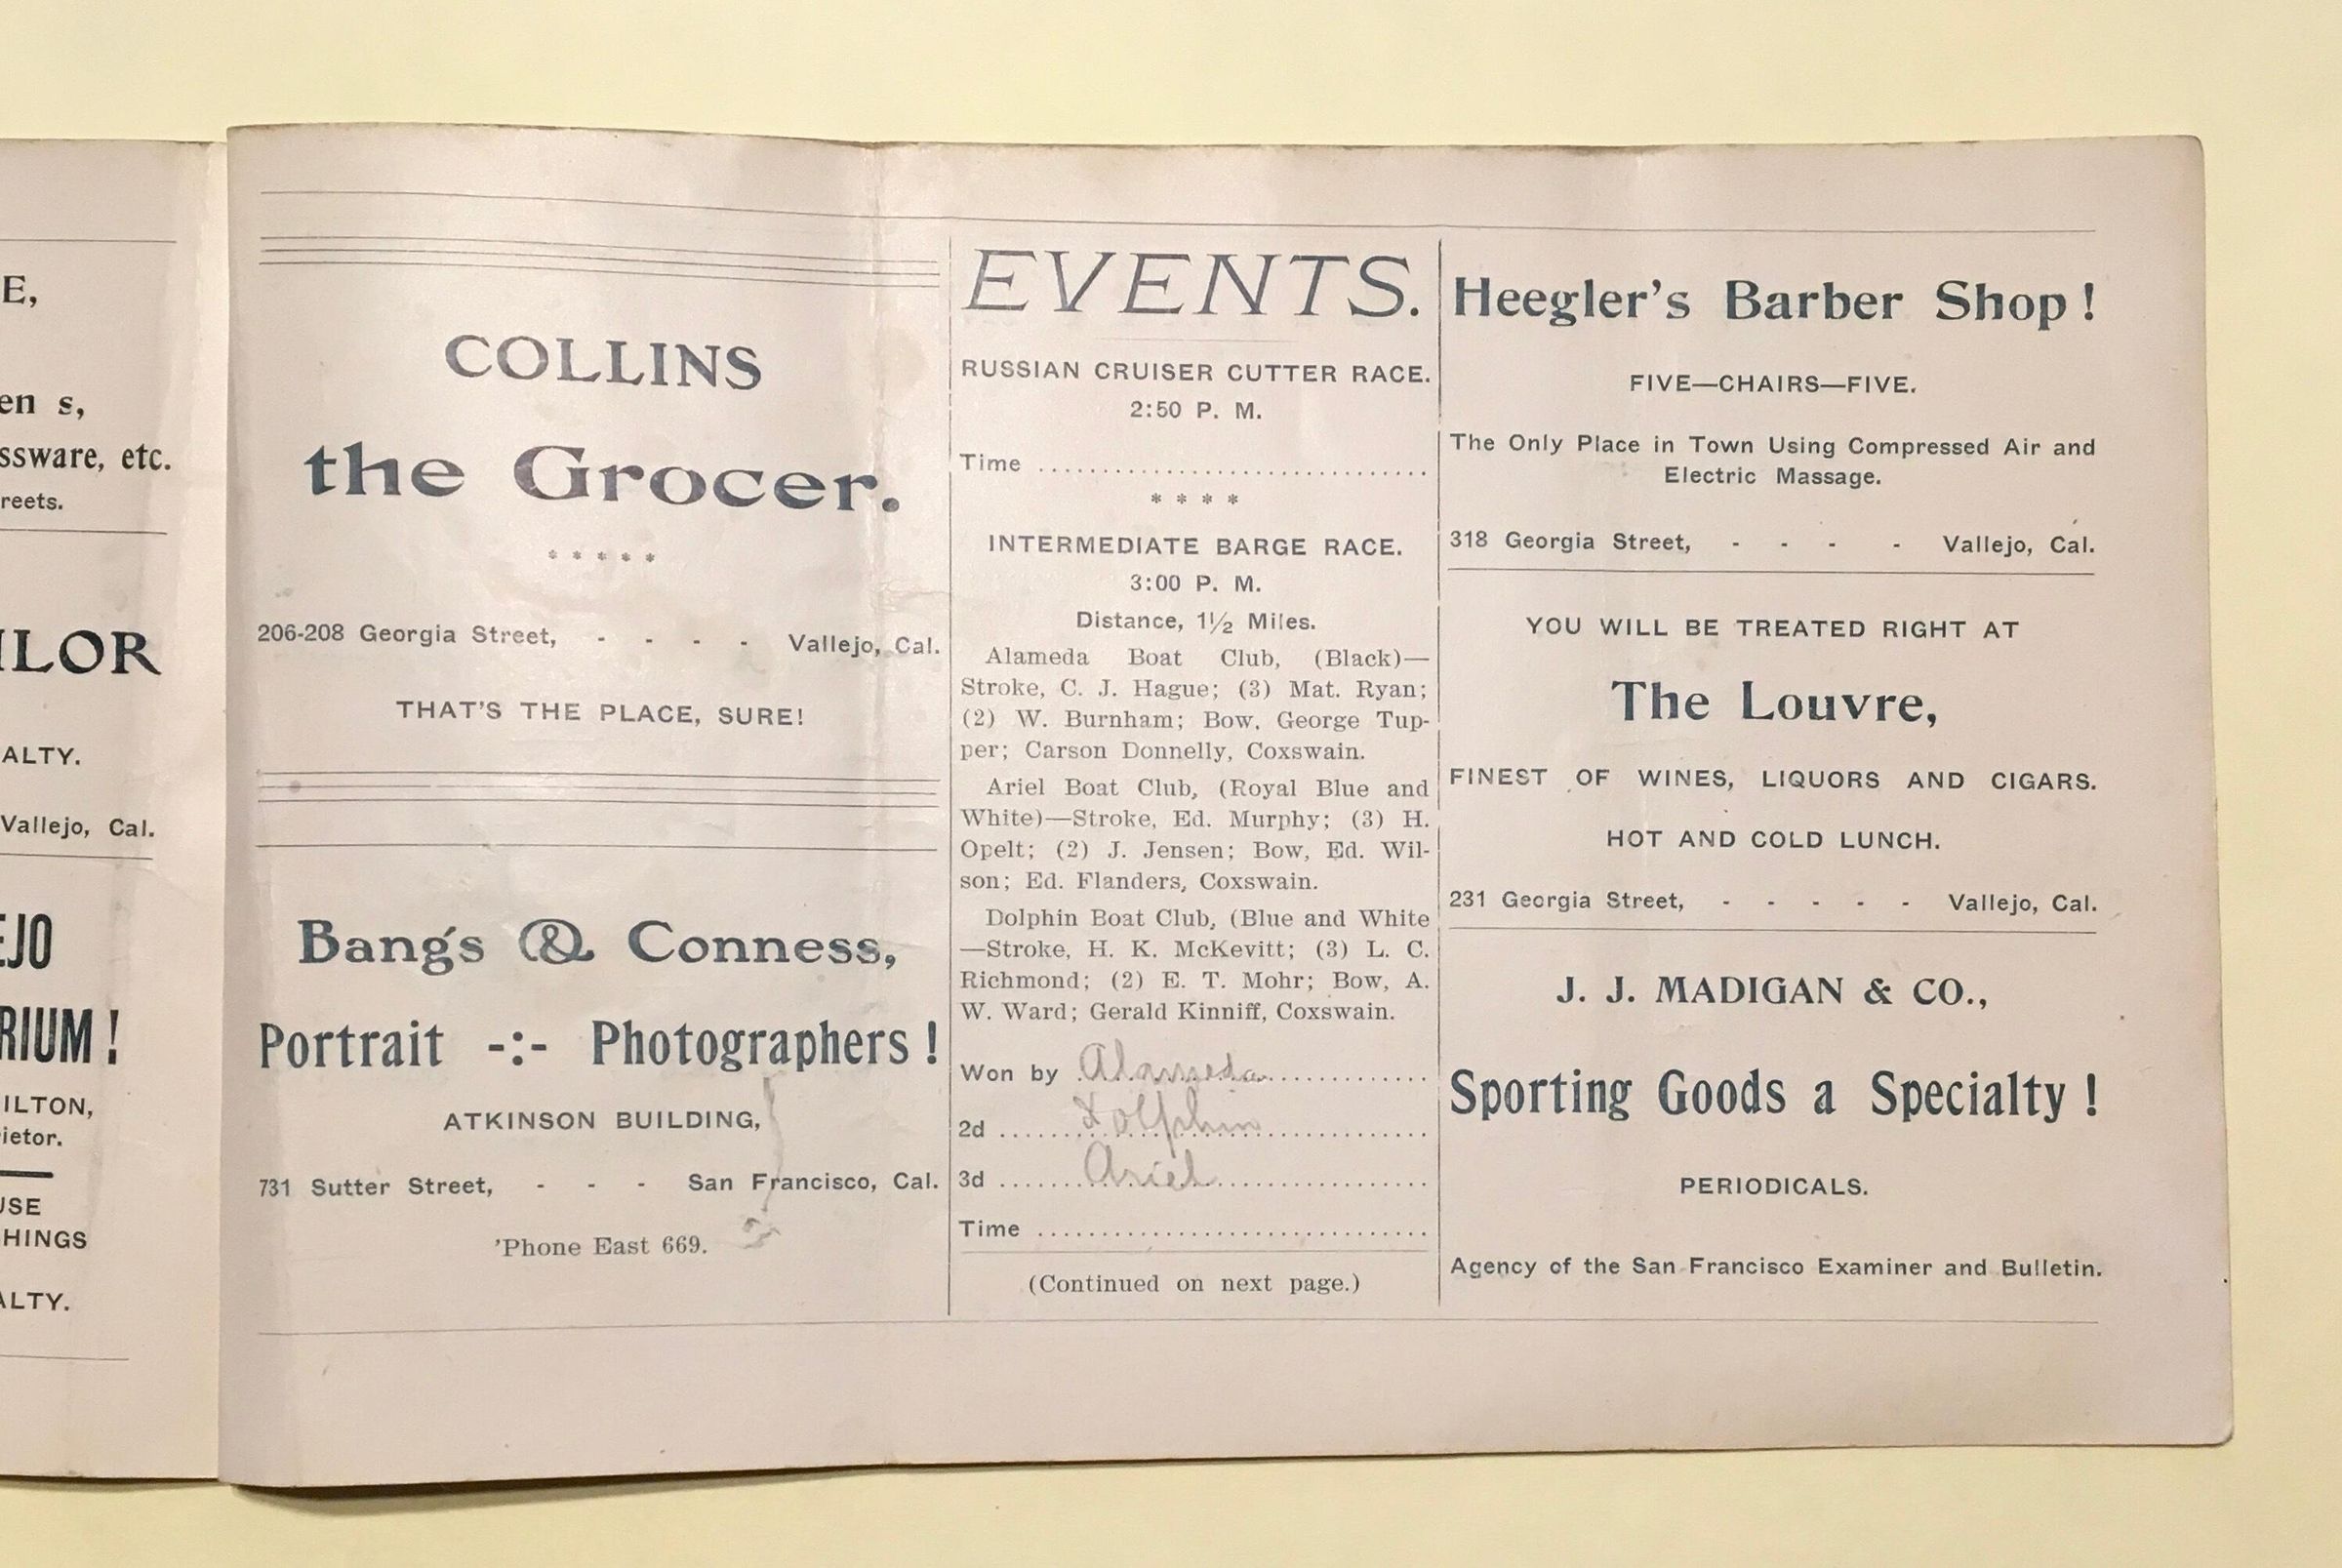 E,
en s,
ssware, etc.
reets.
ILOR
ALTY.
Vallejo, Cal.
EJO
RIUM!
ILTON,
ietor.
USE
HINGS
ALTY.
COLLINS
the Grocer.
* * * * *
206-208 Georgia Street, - - - - Vallejo, Cal.
THAT'S THE PLACE, SURE!
Bangs & Conness,
Portrait -:- Photographers!
ATKINSON BUILDING,
731 Sutter Street, - - - San Francisco, Cal.
'Phone East 669.
EVENTS.
RUSSIAN CRUISER CUTTER RACE.
2:50 P. M.
Time ..............................
* * * *
INTERMEDIATE BARGE RACE.
3:00 P. M.
Distance, 1½ Miles.
Alameda Boat Club, (Black)—
Stroke, C. J. Hague; (3) Mat. Ryan;
(2) W. Burnham; Bow, George Tup-
per; Carson Donnelly, Coxswain.
Ariel Boat Club, (Royal Blue and
White)—Stroke, Ed. Murphy; (3) H.
Opelt; (2) J. Jensen; Bow, Ed. Wil-
son; Ed. Flanders, Coxswain.
Dolphin Boat Club, (Blue and White
—Stroke, H. K. McKevitt; (3) L. C.
Richmond; (2) E. T. Mohr; Bow, A.
W. Ward; Gerald Kinniff, Coxswain.
Won by Alameda
2d Dolphin
3d Ariel
Time ..............................
(Continued on next page.)
Heegler's Barber Shop!
FIVE—CHAIRS—FIVE.
The Only Place in Town Using Compressed Air and
Electric Massage.
318 Georgia Street, - - - - Vallejo, Cal.
YOU WILL BE TREATED RIGHT AT
The Louvre,
FINEST OF WINES, LIQUORS AND CIGARS.
HOT AND COLD LUNCH.
231 Georgia Street, - - - - - Vallejo, Cal.
J. J. MADIGAN & CO.,
Sporting Goods a Specialty!
PERIODICALS.
Agency of the San Francisco Examiner and Bulletin.